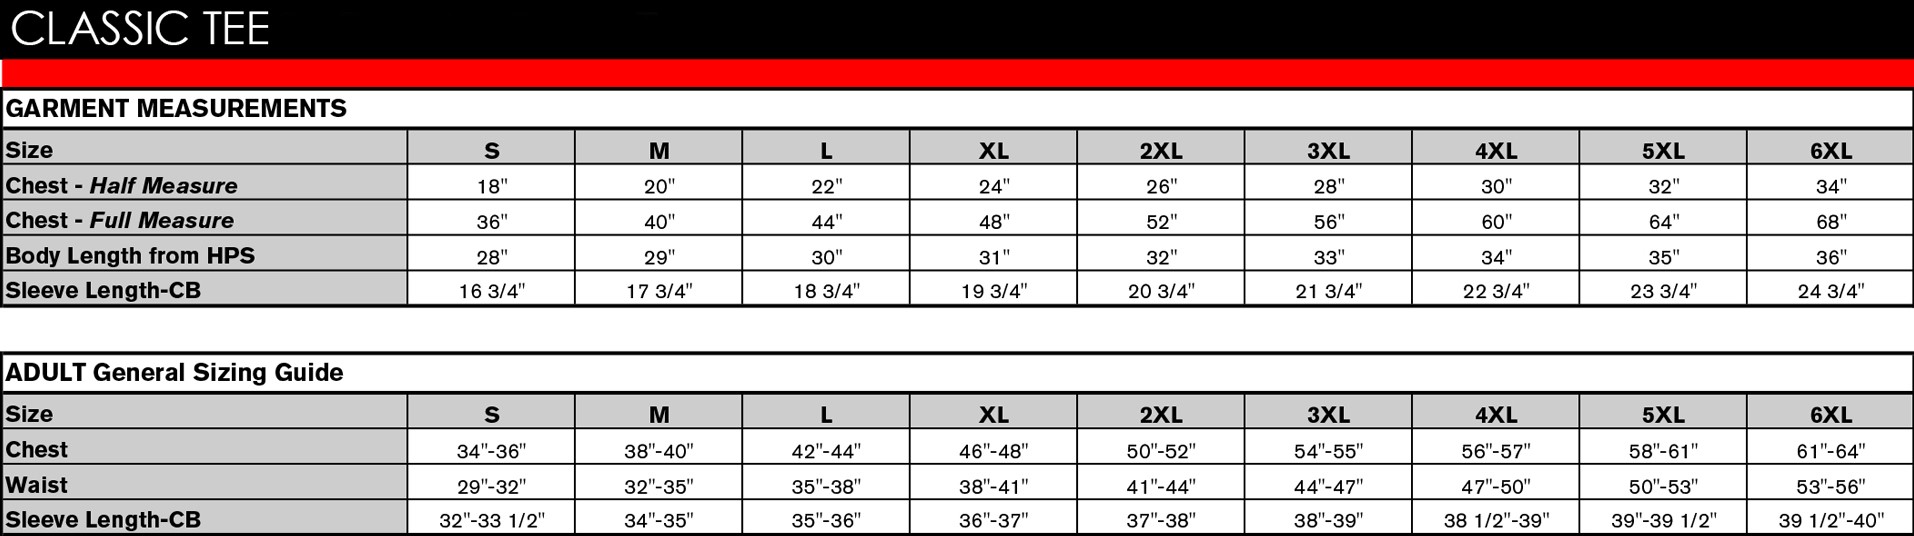 CLASSIC TEE
GARMENT MEASUREMENTS
Size S M L XL 2XL 3XL 4XL 5XL 6XL
Chest - Half Measure 18" 20" 22" 24" 26" 28" 30" 32" 34"
Chest - Full Measure 36" 40" 44" 48" 52" 56" 60" 64" 68"
Body Length from HPS 28" 29" 30" 31" 32" 33" 34" 35" 36"
Sleeve Length-CB 16 3/4" 17 3/4" 18 3/4" 19 3/4" 20 3/4" 21 3/4" 22 3/4" 23 3/4" 24 3/4"
ADULT General Sizing Guide
Size S M L XL 2XL 3XL 4XL 5XL 6XL
Chest 34"-36" 38"-40" 42"-44" 46"-48" 50"-52" 54"-55" 56"-57" 58"-61" 61"-64"
Waist 29"-32" 32"-35" 35"-38" 38"-41" 41"-44" 44"-47" 47"-50" 50"-53" 53"-56"
Sleeve Length-CB 32"-33 1/2" 34"-35" 35"-36" 36"-37" 37"-38" 38"-39" 38 1/2"-39" 39"-39 1/2" 39 1/2"-40"